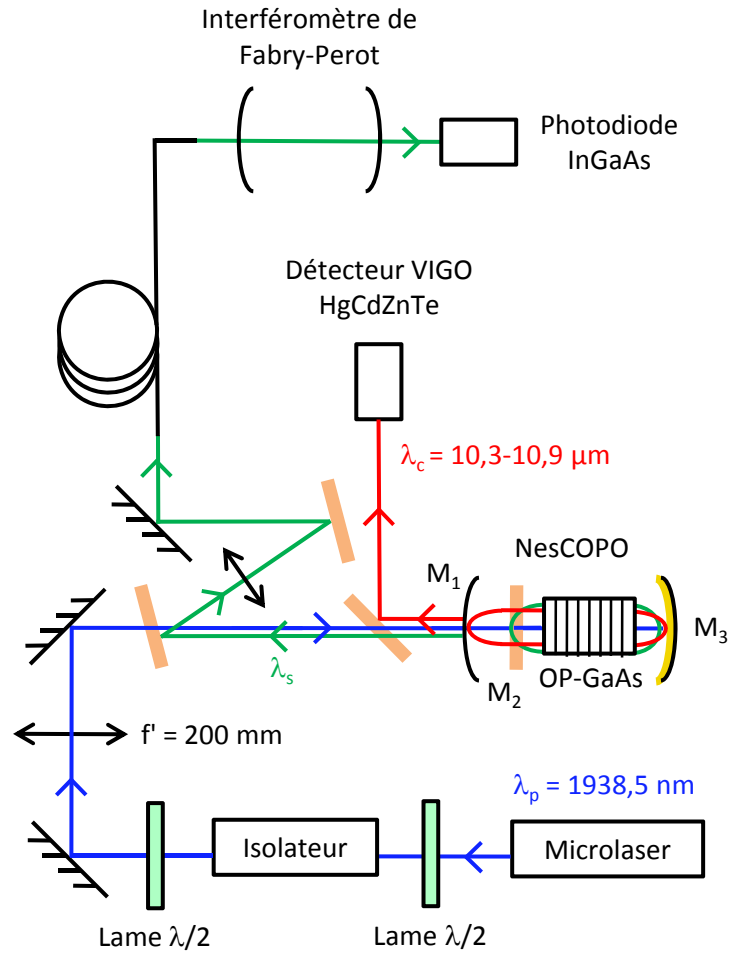 Interféromètre de
Fabry-Perot
Photodiode
InGaAs
Détecteur VIGO
HgCdZnTe
λc = 10,3-10,9 µm
NesCOPO
M1
M3
λs
M2
OP-GaAs
f' = 200 mm
λp = 1938,5 nm
Isolateur
Microlaser
Lame λ/2
Lame λ/2